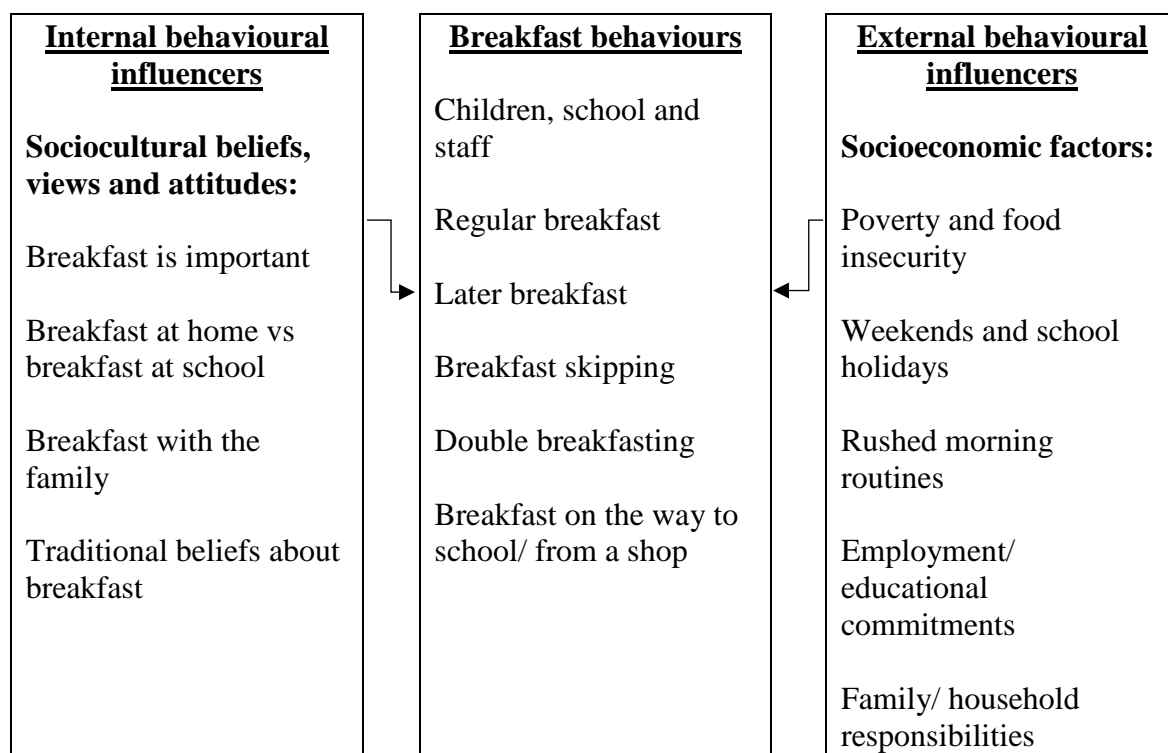 Internal behavioural
influencers
Sociocultural beliefs,
views and attitudes:
Breakfast is important
Breakfast at home vs
breakfast at school
Breakfast with the
family
Traditional beliefs about
breakfast
Breakfast behaviours
Children, school and
staff
Regular breakfast
Later breakfast
Breakfast skipping
Double breakfasting
Breakfast on the way to
school/ from a shop
External behavioural
influencers
Socioeconomic factors:
Poverty and food
insecurity
Weekends and school
holidays
Rushed morning
routines
Employment/
educational
commitments
Family/ household
responsibilities